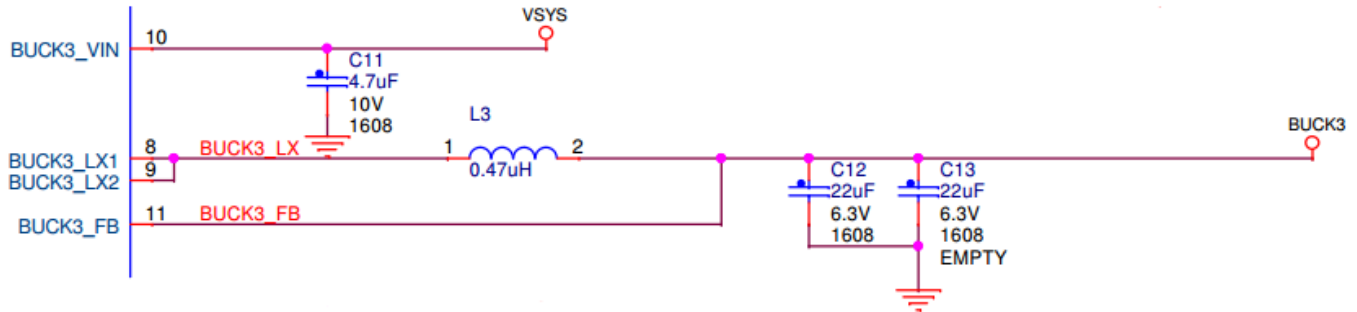 VSYS
BUCK3_VIN 10
C11
4.7uF
10V
1608
L3
BUCK3
BUCK3_LX1 8 BUCK3_LX 1 2
0.47uH
BUCK3_LX2 9
C12 C13
22uF 22uF
6.3V 6.3V
1608 1608
EMPTY
BUCK3_FB 11 BUCK3_FB